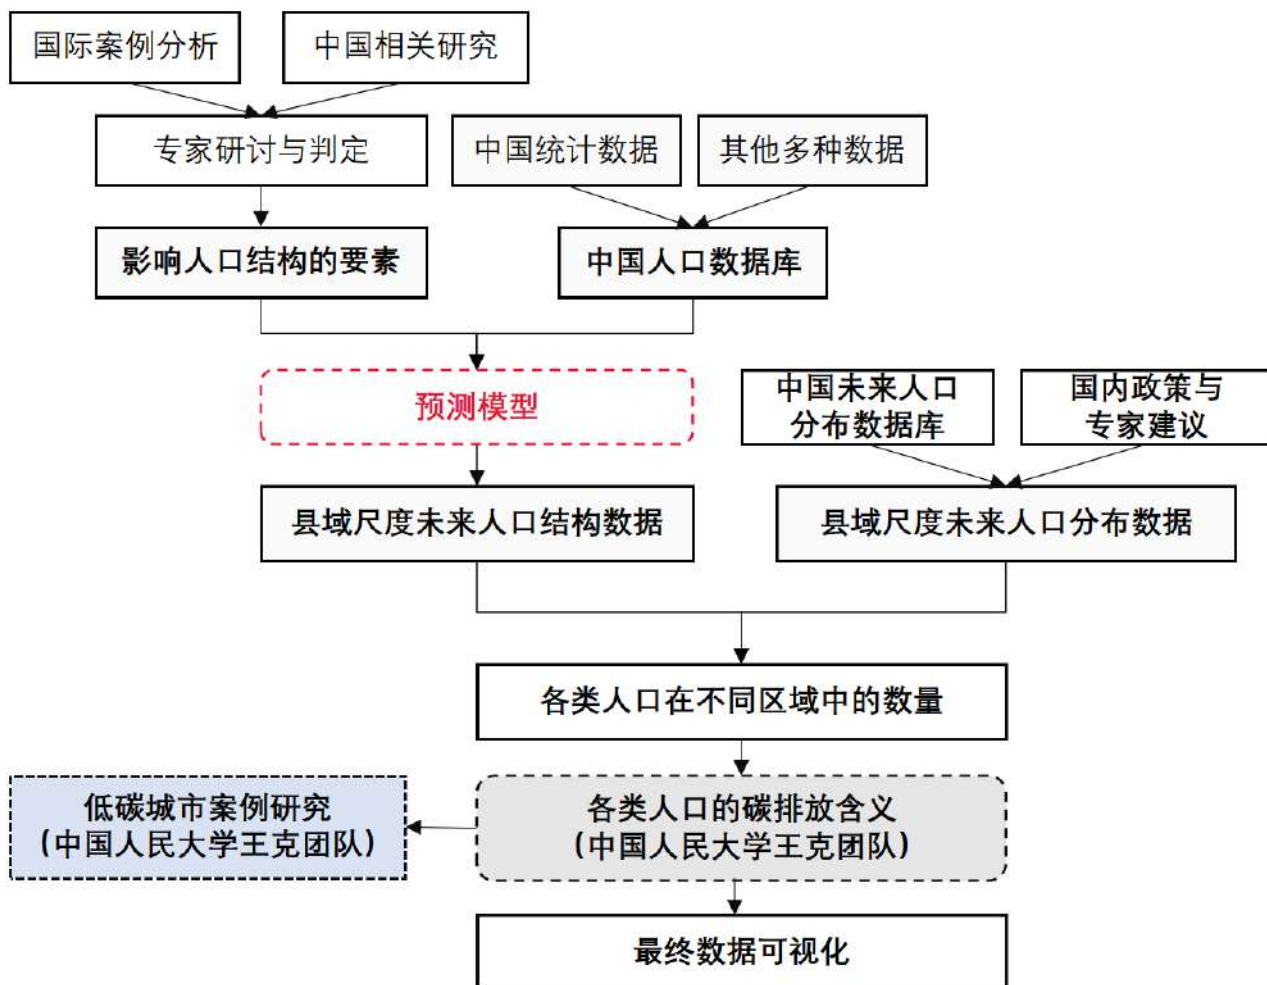 国际案例分析
中国相关研究
专家研讨与判定
中国统计数据
其他多种数据
影响人口结构的要素
中国人口数据库
预测模型
中国未来人口
分布数据库
国内政策与
专家建议
县域尺度未来人口结构数据
县域尺度未来人口分布数据
各类人口在不同区域中的数量
低碳城市案例研究
(中国人民大学王克团队)
各类人口的碳排放含义
(中国人民大学王克团队)
最终数据可视化